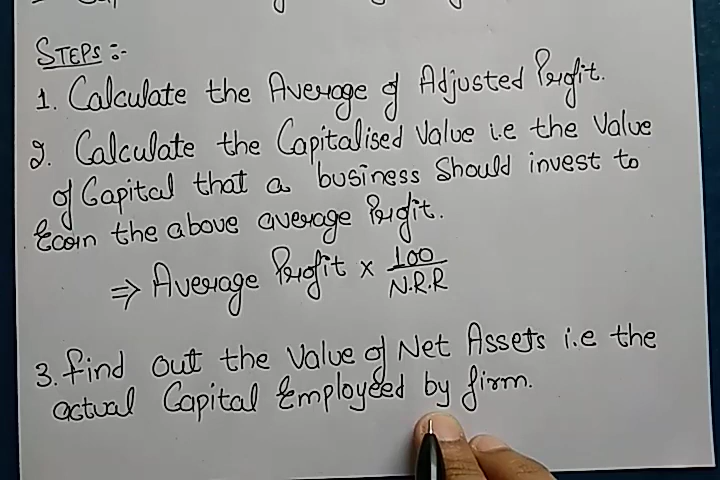 STEPS :-
1. Calculate the Average of Adjusted Profit.
2. Calculate the Capitalised Value i.e the Value
of Capital that a business should invest to
Earn the above average Profit.
⇒ Average Profit × 100/N.R.R
3. find out the Value of Net Assets i.e the
actual Capital Employeed by firm.